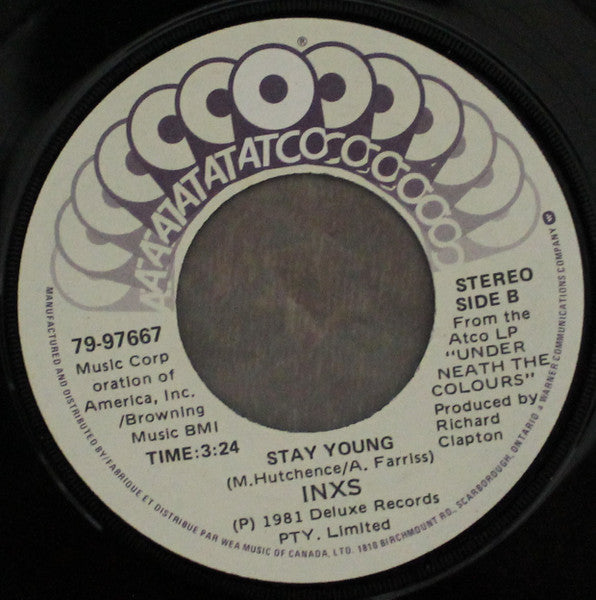 ®
A.A.A.ATATATATCOCOCOCOCOCOCO
79-97667
Music Corp
oration of
America, Inc.
/Browning
Music BMI
TIME:3:24
STEREO
SIDE B
From the
Atco LP
"UNDER
NEATH THE
COLOURS"
Produced by
Richard
Clapton
STAY YOUNG
(M.Hutchence/A. Farriss)
INXS
(P) 1981 Deluxe Records
PTY. Limited
MANUFACTURED AND DISTRIBUTED BY/FABRIQUE ET DISTRIBUE PAR WEA MUSIC OF CANADA, LTD. 1810 BIRCHMOUNT RD., SCARBOROUGH, ONTARIO a WARNER COMMUNICATIONS COMPANY